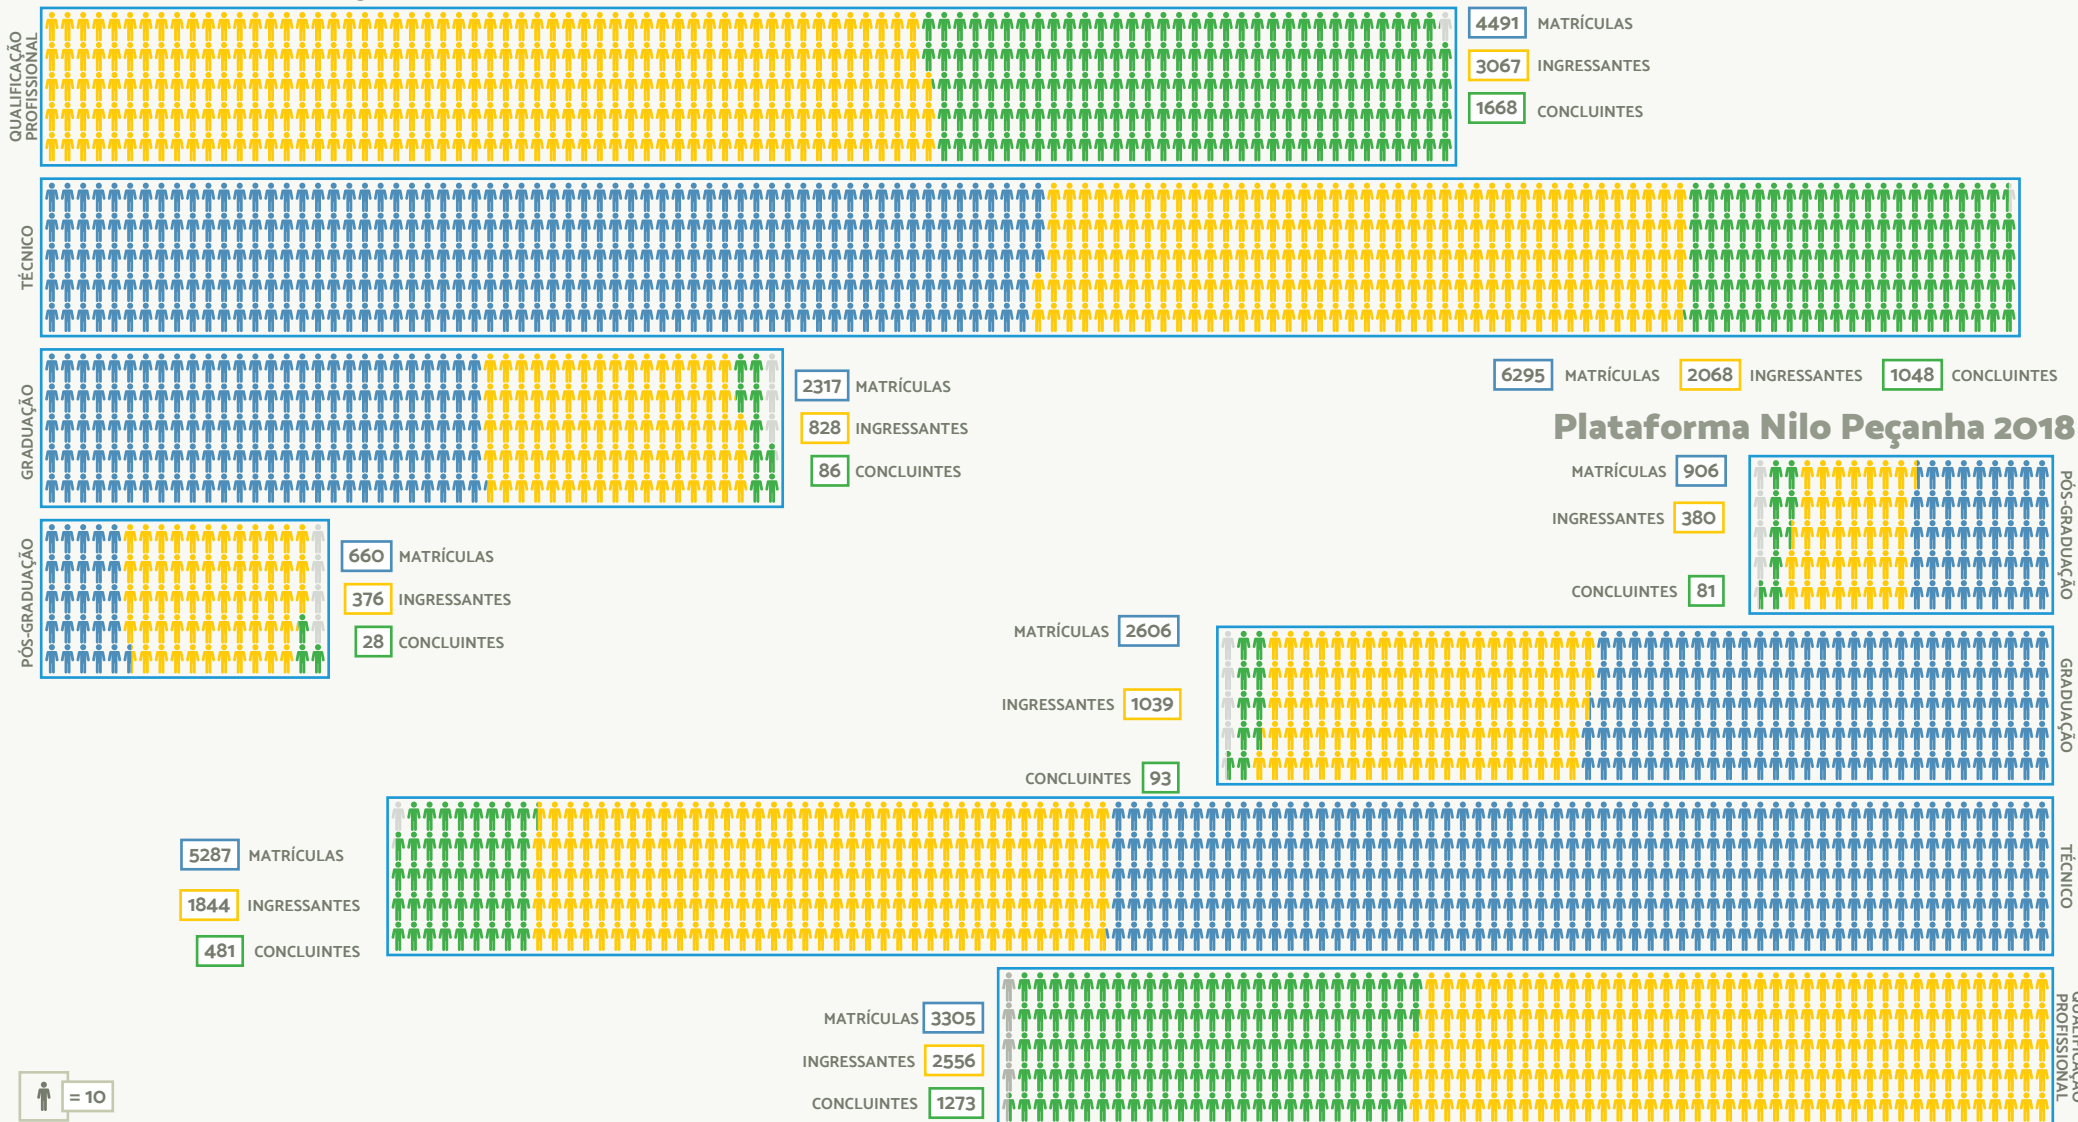 QUALIFICAÇÃO
PROFISSIONAL
4491 MATRÍCULAS
3067 INGRESSANTES
1668 CONCLUINTES
TÉCNICO
6295 MATRÍCULAS 2068 INGRESSANTES 1048 CONCLUINTES
GRADUAÇÃO
2317 MATRÍCULAS
828 INGRESSANTES
86 CONCLUINTES
PÓS-GRADUAÇÃO
660 MATRÍCULAS
376 INGRESSANTES
28 CONCLUINTES
Plataforma Nilo Peçanha 2018
MATRÍCULAS 906
INGRESSANTES 380
CONCLUINTES 81
PÓS-GRADUAÇÃO
MATRÍCULAS 2606
INGRESSANTES 1039
CONCLUINTES 93
GRADUAÇÃO
5287 MATRÍCULAS
1844 INGRESSANTES
481 CONCLUINTES
TÉCNICO
MATRÍCULAS 3305
INGRESSANTES 2556
CONCLUINTES 1273
QUALIFICAÇÃO
PROFISSIONAL
= 10